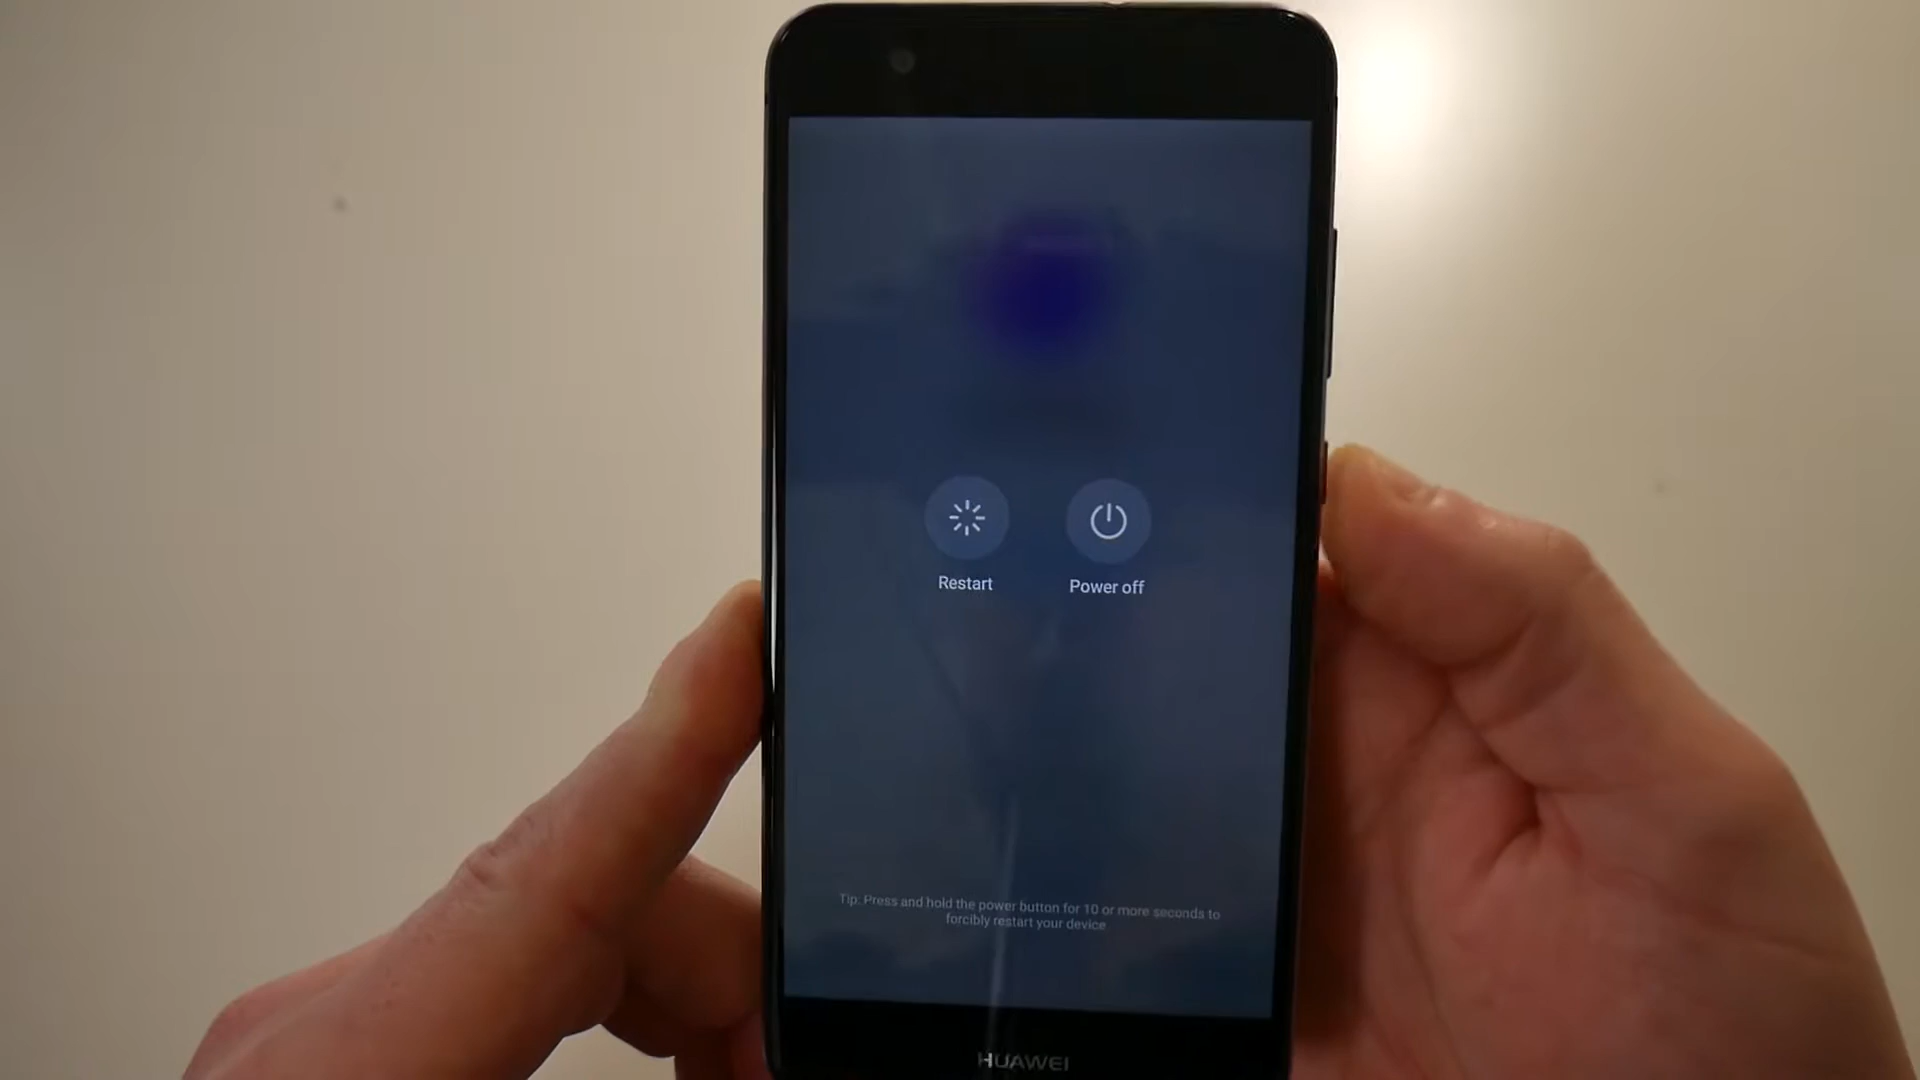 Restart
Power off
Tip: Press and hold the power button for 10 or more seconds to
forcibly restart your device
HUAWEI